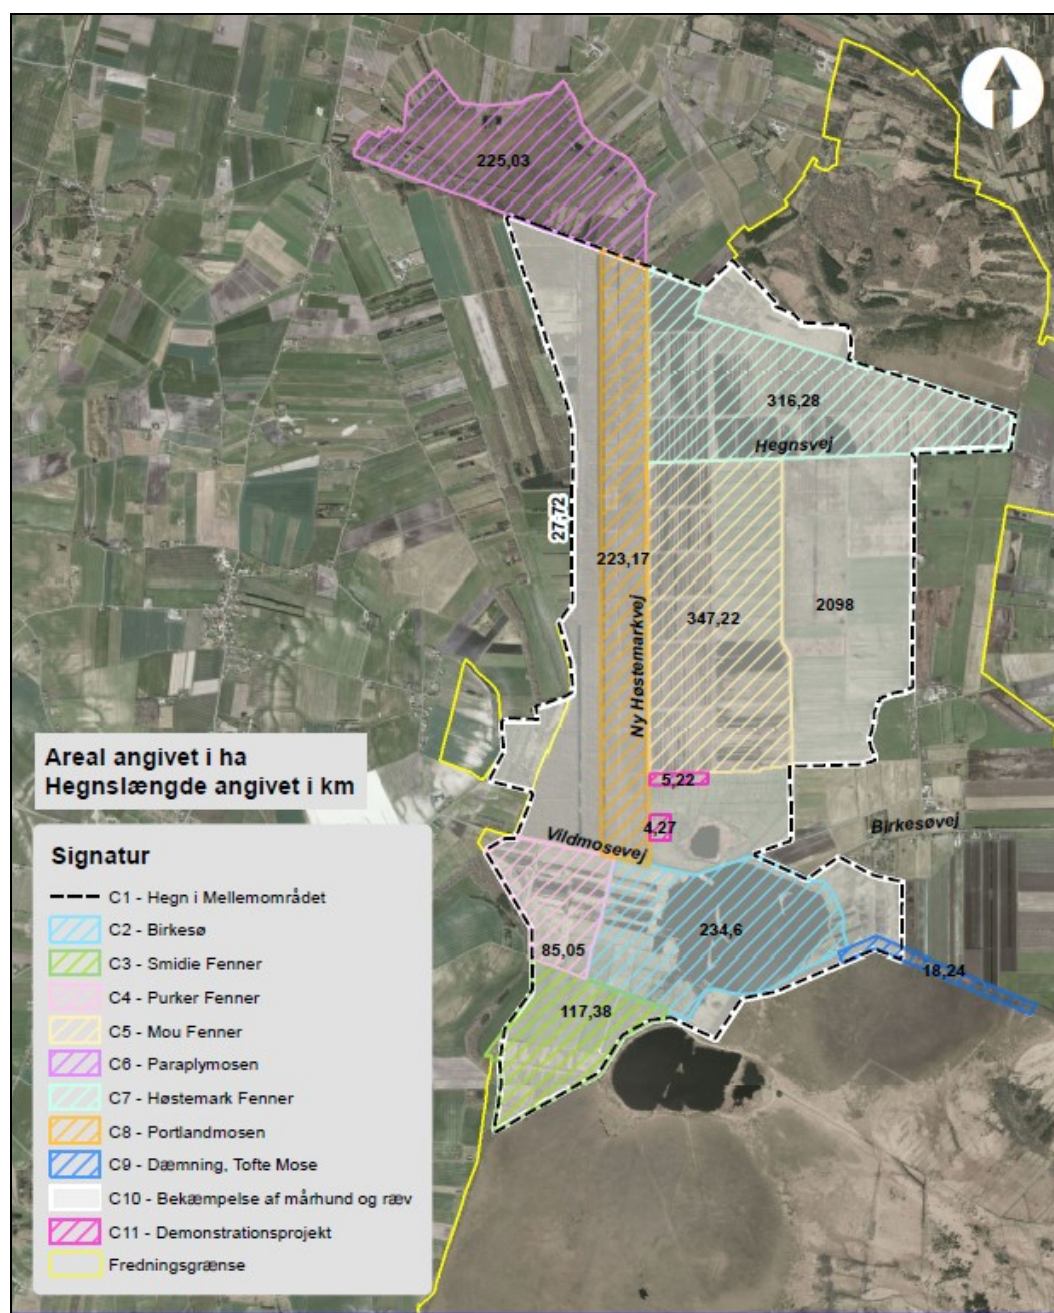 225,03
316,28
Hegnsvej
27,72
223,17
2098
347,22
Ny Høstemarkvej
5,22
4,27
Birkesøvej
Vildmosevej
234,6
85,05
18,24
117,38
Areal angivet i ha
Hegnslængde angivet i km
Signatur
C1 - Hegn i Mellemområdet
C2 - Birkesø
C3 - Smidie Fenner
C4 - Purker Fenner
C5 - Mou Fenner
C6 - Paraplymosen
C7 - Høstemark Fenner
C8 - Portlandmosen
C9 - Dæmning, Tofte Mose
C10 - Bekæmpelse af mårhund og ræv
C11 - Demonstrationsprojekt
Fredningsgrænse